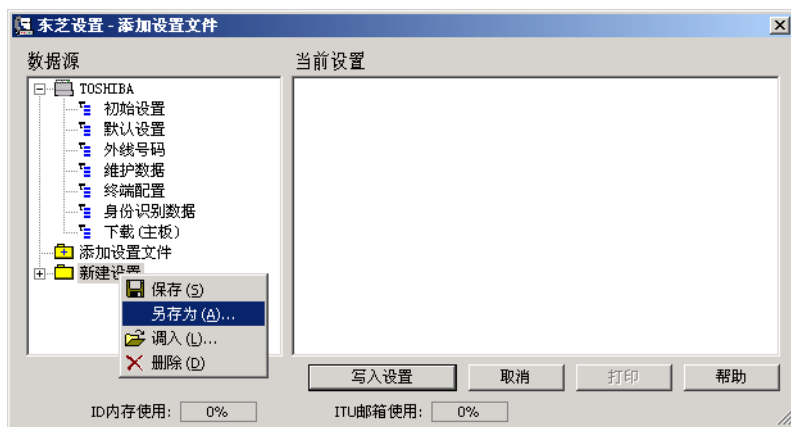 东芝设置 - 添加设置文件
数据源
当前设置
TOSHIBA
初始设置
默认设置
外线号码
维护数据
终端配置
身份识别数据
下载(主板)
添加设置文件
新建设置
保存(S)
另存为(A)...
调入(L)...
删除(D)
写入设置 取消 打印 帮助
ID内存使用: 0% ITU邮箱使用: 0%